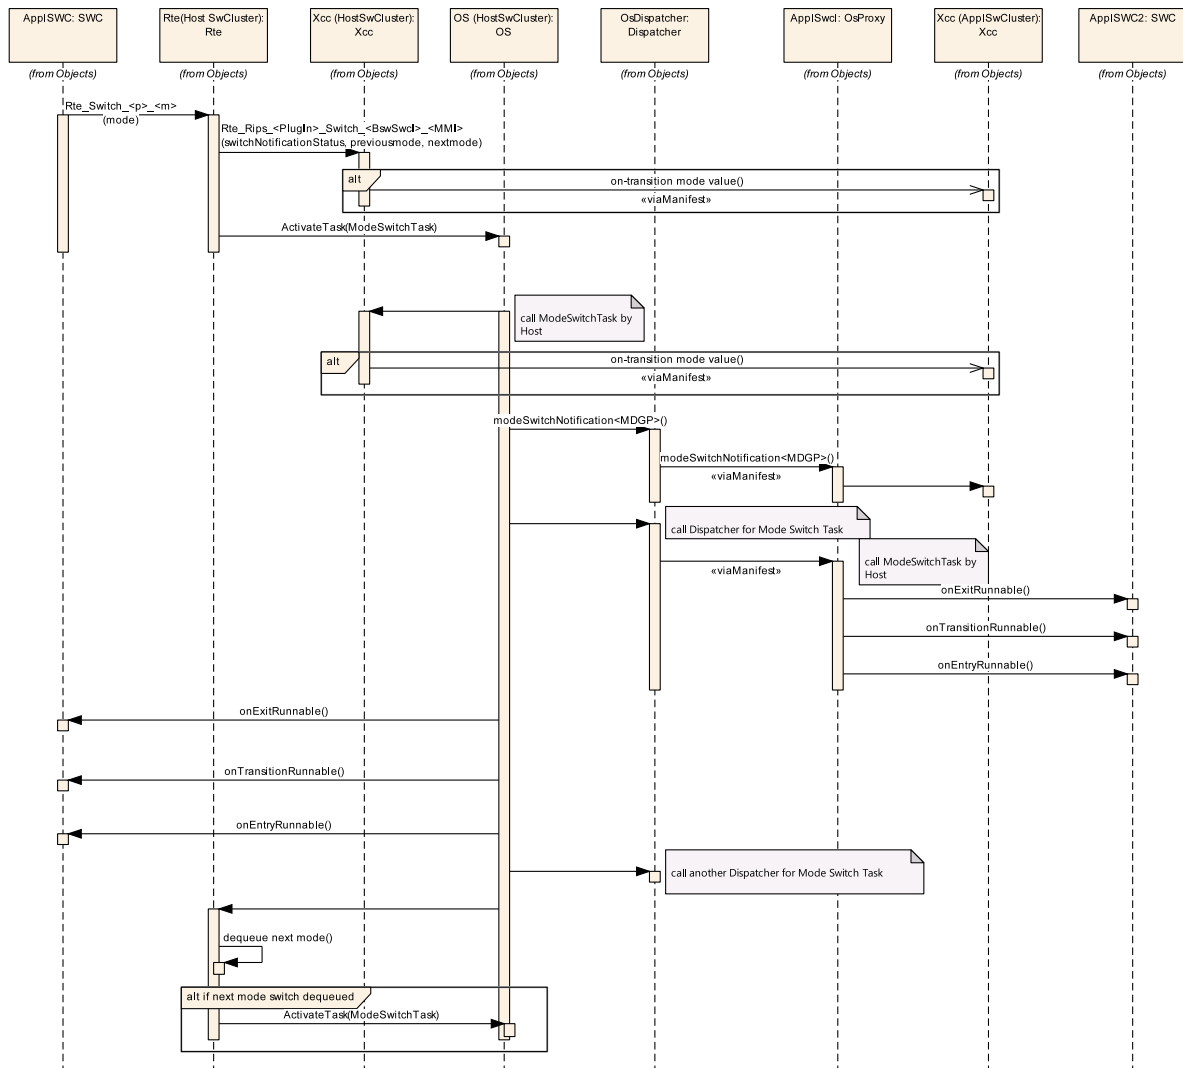 ApplSWC: SWC
Rte(Host SwCluster):
Rte
Xcc (HostSwCluster):
Xcc
OS (HostSwCluster):
OS
OsDispatcher:
Dispatcher
ApplSwcl: OsProxy
Xcc (ApplSwCluster):
Xcc
ApplSWC2: SWC
(from Objects)
(from Objects)
(from Objects)
(from Objects)
(from Objects)
(from Objects)
(from Objects)
(from Objects)
Rte_Switch_<p>_<m>
(mode)
Rte_Rips_<PlugIn>_Switch_<BswSwcl>_<MMI>
(switchNotificationStatus, previousmode, nextmode)
alt
on-transition mode value()
«viaManifest»
ActivateTask(ModeSwitchTask)
call ModeSwitchTask by
Host
alt
on-transition mode value()
«viaManifest»
modeSwitchNotification<MDGP>()
modeSwitchNotification<MDGP>()
«viaManifest»
call Dispatcher for Mode Switch Task
call ModeSwitchTask by
Host
«viaManifest»
onExitRunnable()
onTransitionRunnable()
onEntryRunnable()
onExitRunnable()
onTransitionRunnable()
onEntryRunnable()
call another Dispatcher for Mode Switch Task
dequeue next mode()
alt if next mode switch dequeued
ActivateTask(ModeSwitchTask)